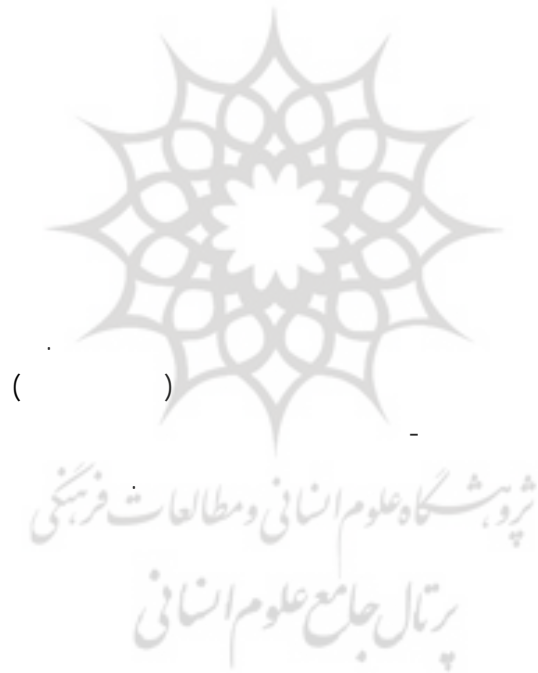 .
( )
-
.
پژوهشگاه علوم انسانی و مطالعات فرهنگی
پرتال جامع علوم انسانی